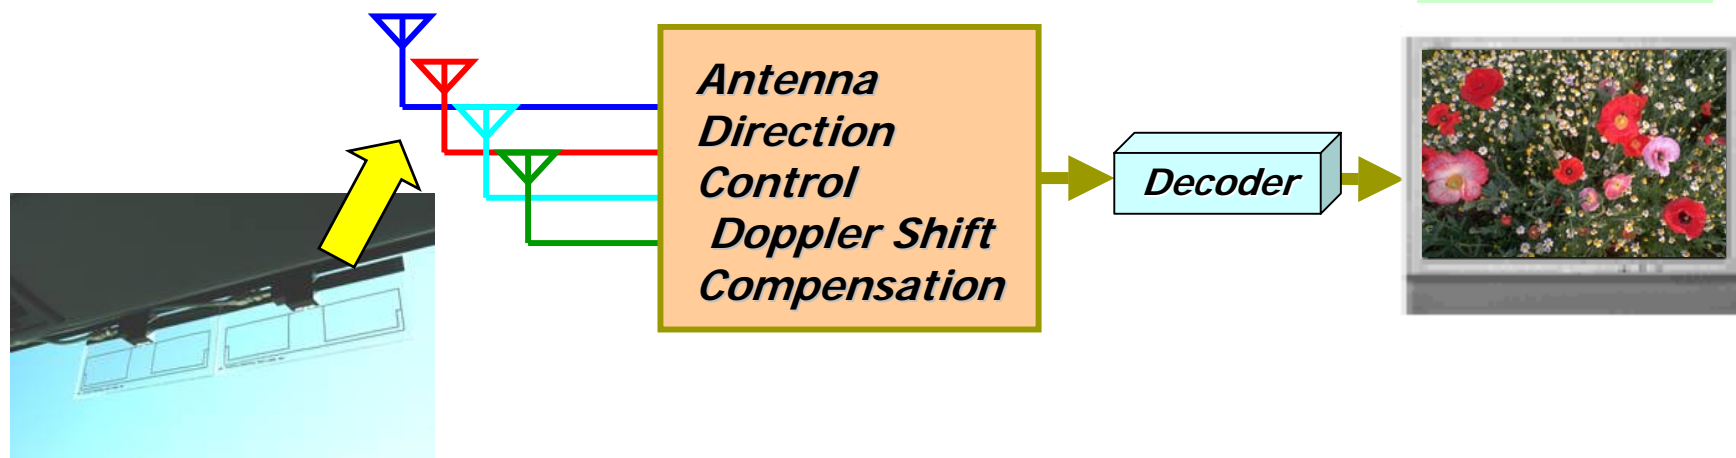 Antenna
Direction
Control
Doppler Shift
Compensation
Decoder